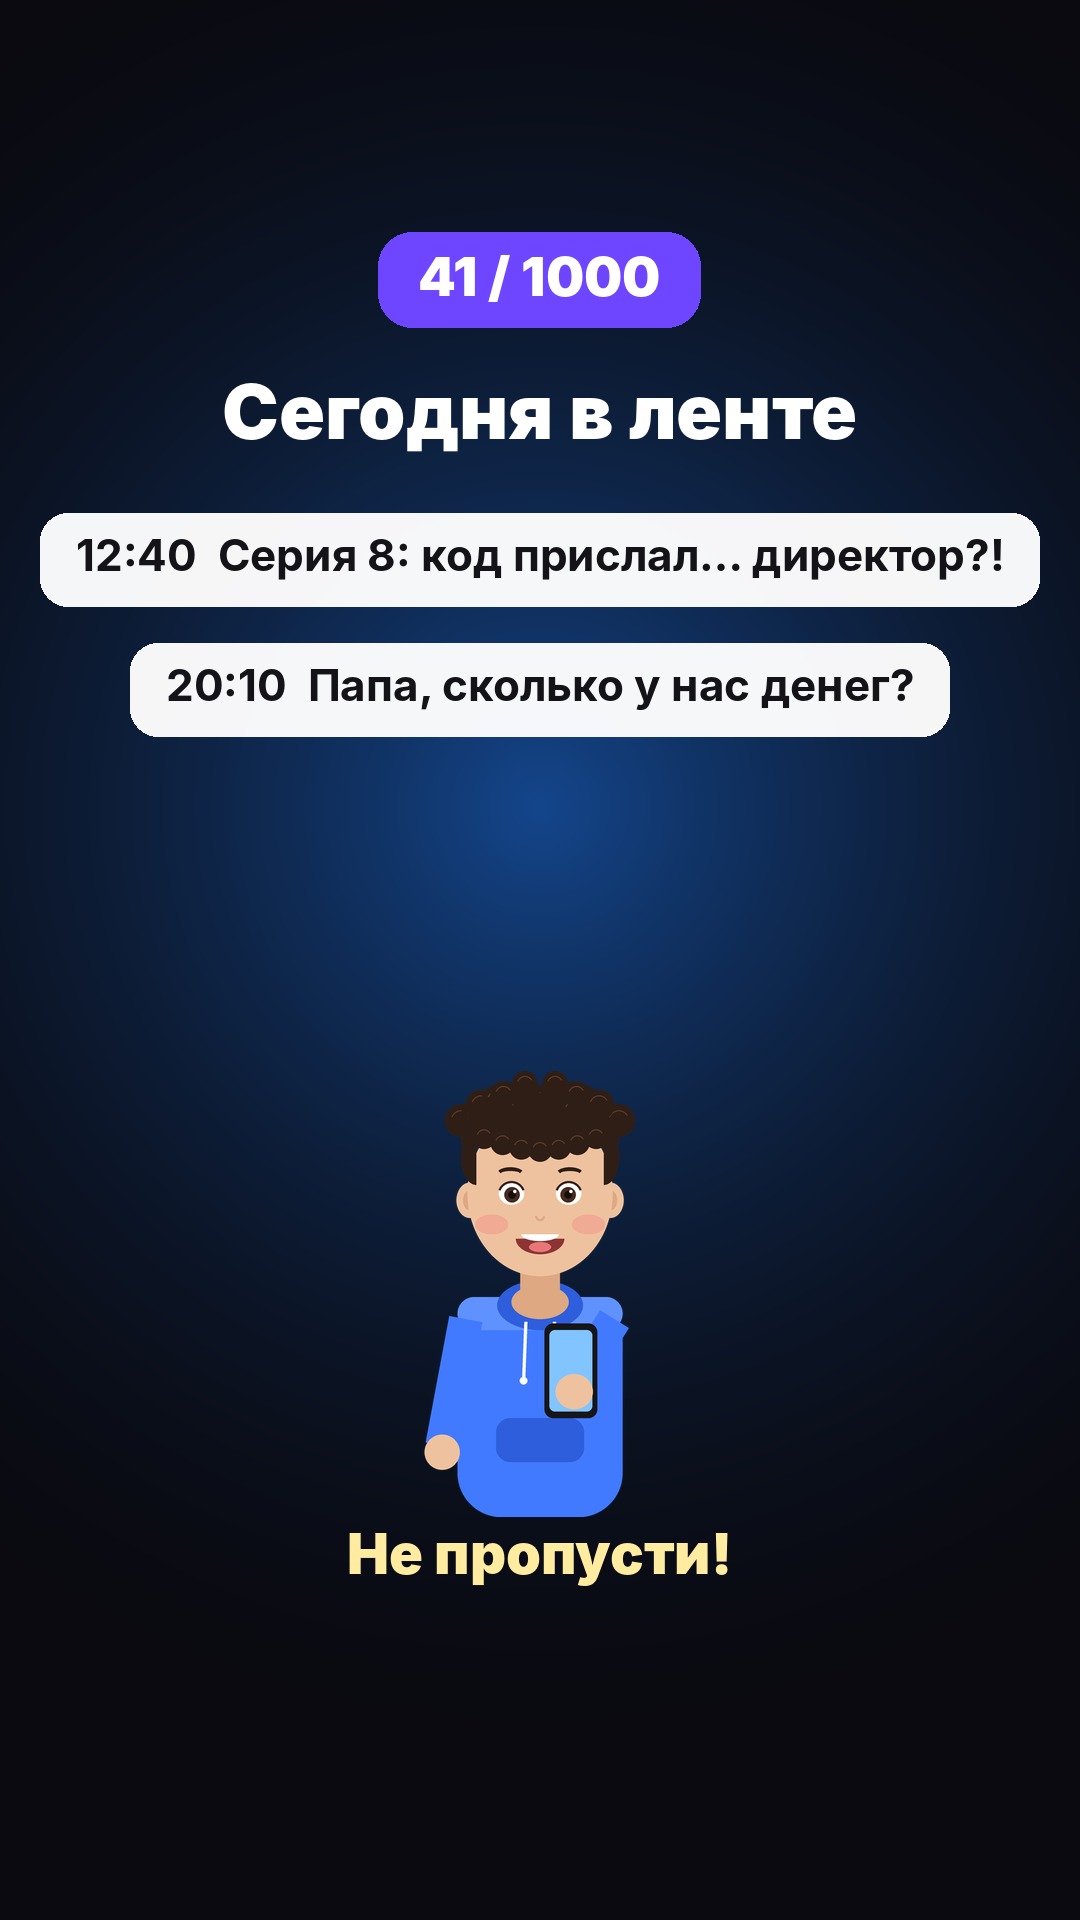 41 / 1000
Сегодня в ленте
12:40 Серия 8: код прислал... директор?!
20:10 Папа, сколько у нас денег?
Не пропусти!